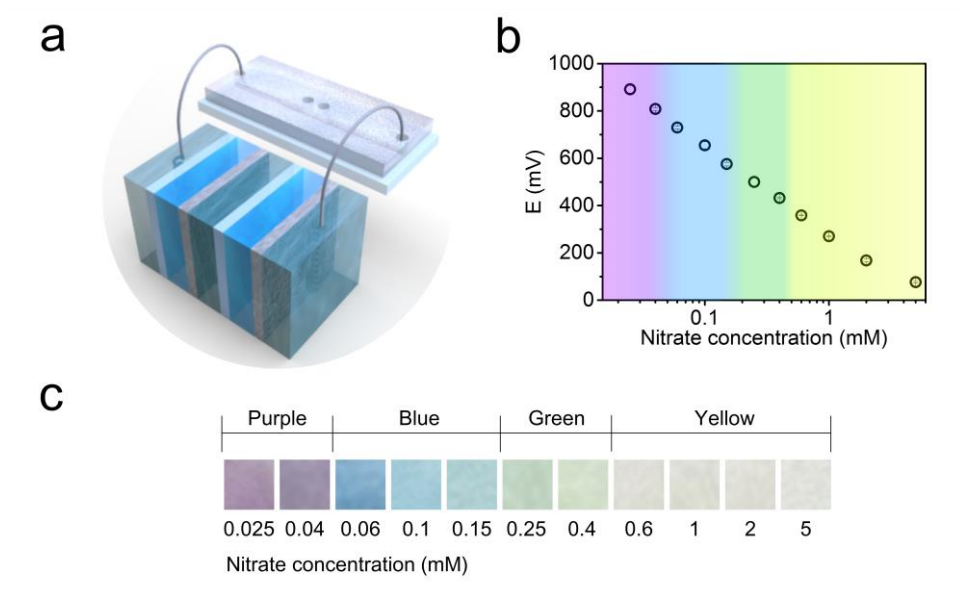 a
b
1000
800
600
400
200
0
E (mV)
0.1 1
Nitrate concentration (mM)
c
Purple Blue Green Yellow
0.025 0.04 0.06 0.1 0.15 0.25 0.4 0.6 1 2 5
Nitrate concentration (mM)